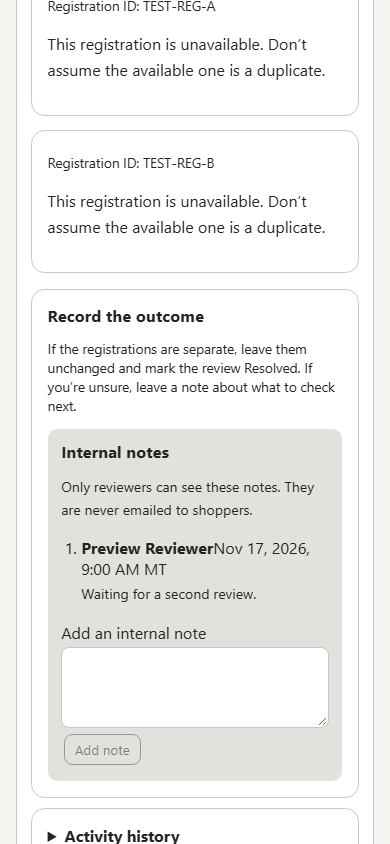 Registration ID: TEST-REG-A
This registration is unavailable. Don’t
assume the available one is a duplicate.
Registration ID: TEST-REG-B
This registration is unavailable. Don’t
assume the available one is a duplicate.
Record the outcome
If the registrations are separate, leave them
unchanged and mark the review Resolved. If
you’re unsure, leave a note about what to check
next.
Internal notes
Only reviewers can see these notes. They
are never emailed to shoppers.
1. Preview ReviewerNov 17, 2026,
9:00 AM MT
Waiting for a second review.
Add an internal note
Add note
Activity history